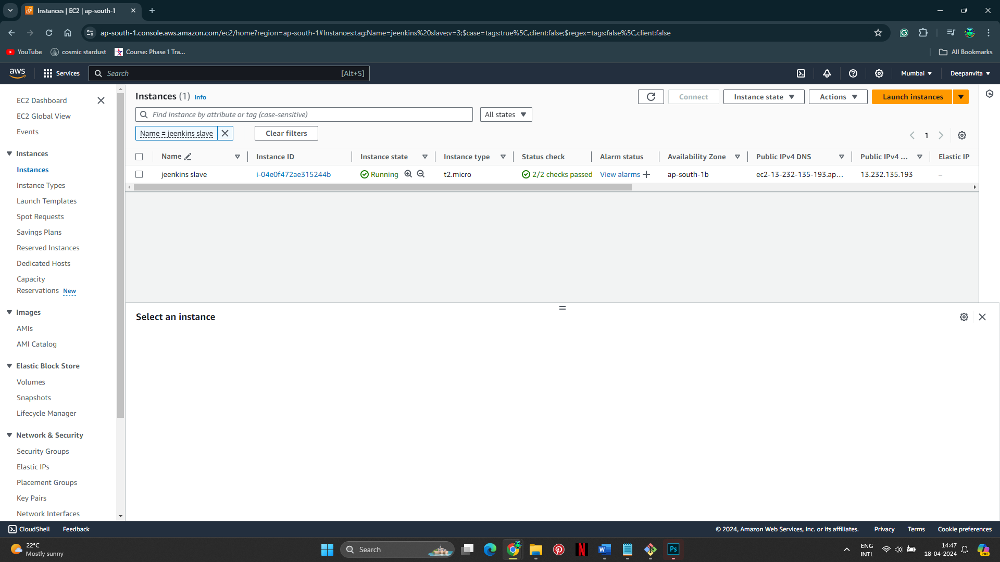 Instances | EC2 | ap-south-1
ap-south-1.console.aws.amazon.com/ec2/home?region=ap-south-1#Instances:tag:Name=jeenkins%20slave;v=3;$case=tags:true%5C,client:false;$regex=tags:false%5C,client:false
YouTube cosmic stardust Course: Phase 1 Tra... All Bookmarks
aws Services Search [Alt+S] Mumbai Deepanvita
EC2 Dashboard
EC2 Global View
Events
Instances
Instances
Instance Types
Launch Templates
Spot Requests
Savings Plans
Reserved Instances
Dedicated Hosts
Capacity
Reservations New
Images
AMIs
AMI Catalog
Elastic Block Store
Volumes
Snapshots
Lifecycle Manager
Network & Security
Security Groups
Elastic IPs
Placement Groups
Key Pairs
Network Interfaces
Instances (1) Info Connect Instance state Actions Launch instances
Find Instance by attribute or tag (case-sensitive) All states
Name = jeenkins slave Clear filters 1
Name Instance ID Instance state Instance type Status check Alarm status Availability Zone Public IPv4 DNS Public IPv4 ... Elastic IP
jeenkins slave i-04e0f472ae315244b Running t2.micro 2/2 checks passed View alarms + ap-south-1b ec2-13-232-135-193.ap... 13.232.135.193 –
Select an instance
CloudShell Feedback © 2024, Amazon Web Services, Inc. or its affiliates. Privacy Terms Cookie preferences
22°C
Mostly sunny
Search
W
N
Ps
ENG
INTL
14:47
18-04-2024
PRE